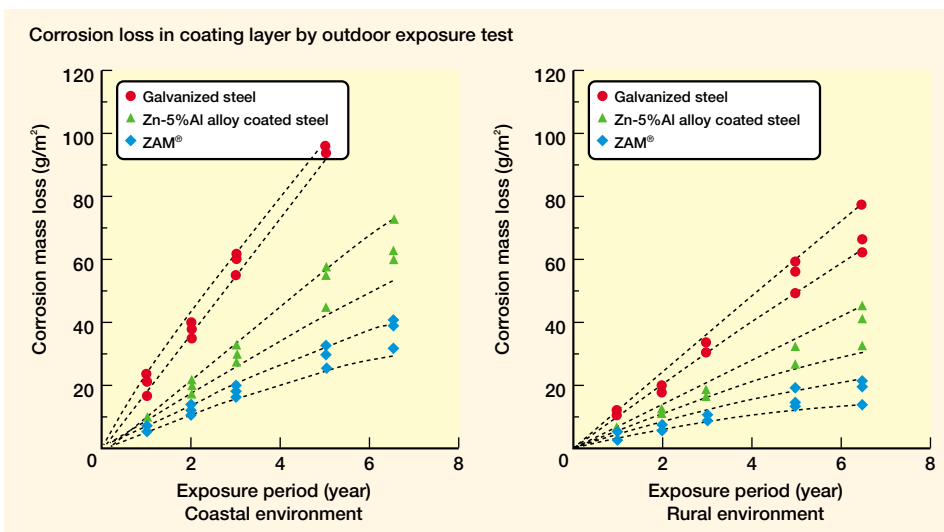 Corrosion loss in coating layer by outdoor exposure test
120
100
80
60
40
20
0
2
4
6
8
Corrosion mass loss (g/m²)
Galvanized steel
Zn-5%Al alloy coated steel
ZAM®
Exposure period (year)
Coastal environment
120
100
80
60
40
20
0
2
4
6
8
Corrosion mass loss (g/m²)
Galvanized steel
Zn-5%Al alloy coated steel
ZAM®
Exposure period (year)
Rural environment